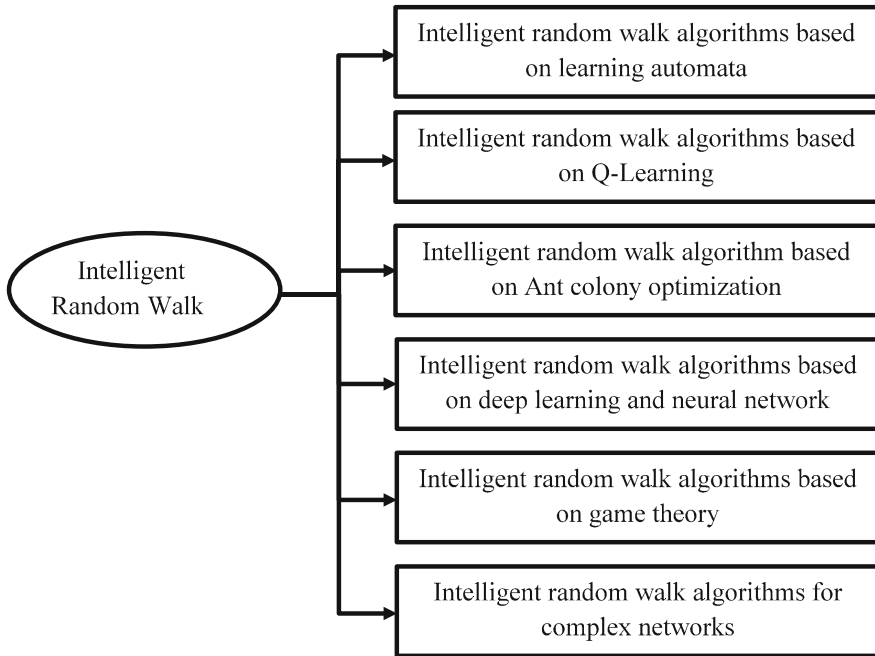 Intelligent random walk algorithms based
on learning automata
Intelligent random walk algorithms based
on Q-Learning
Intelligent
Random Walk
Intelligent random walk algorithm based
on Ant colony optimization
Intelligent random walk algorithms based
on deep learning and neural network
Intelligent random walk algorithms based
on game theory
Intelligent random walk algorithms for
complex networks